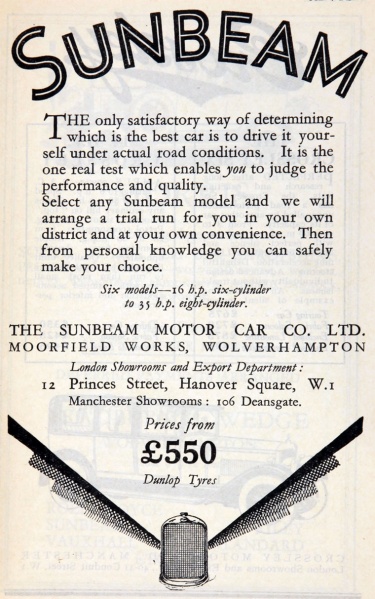 SUNBEAM
THE only satisfactory way of determining
which is the best car is to drive it your-
self under actual road conditions. It is the
one real test which enables you to judge the
performance and quality.
Select any Sunbeam model and we will
arrange a trial run for you in your own
district and at your own convenience. Then
from personal knowledge you can safely
make your choice.
Six models—16 h.p. six-cylinder
to 35 h.p. eight-cylinder.
THE SUNBEAM MOTOR CAR CO. LTD.
MOORFIELD WORKS, WOLVERHAMPTON
London Showrooms and Export Department:
12 Princes Street, Hanover Square, W.1
Manchester Showrooms: 106 Deansgate.
Prices from
£550
Dunlop Tyres